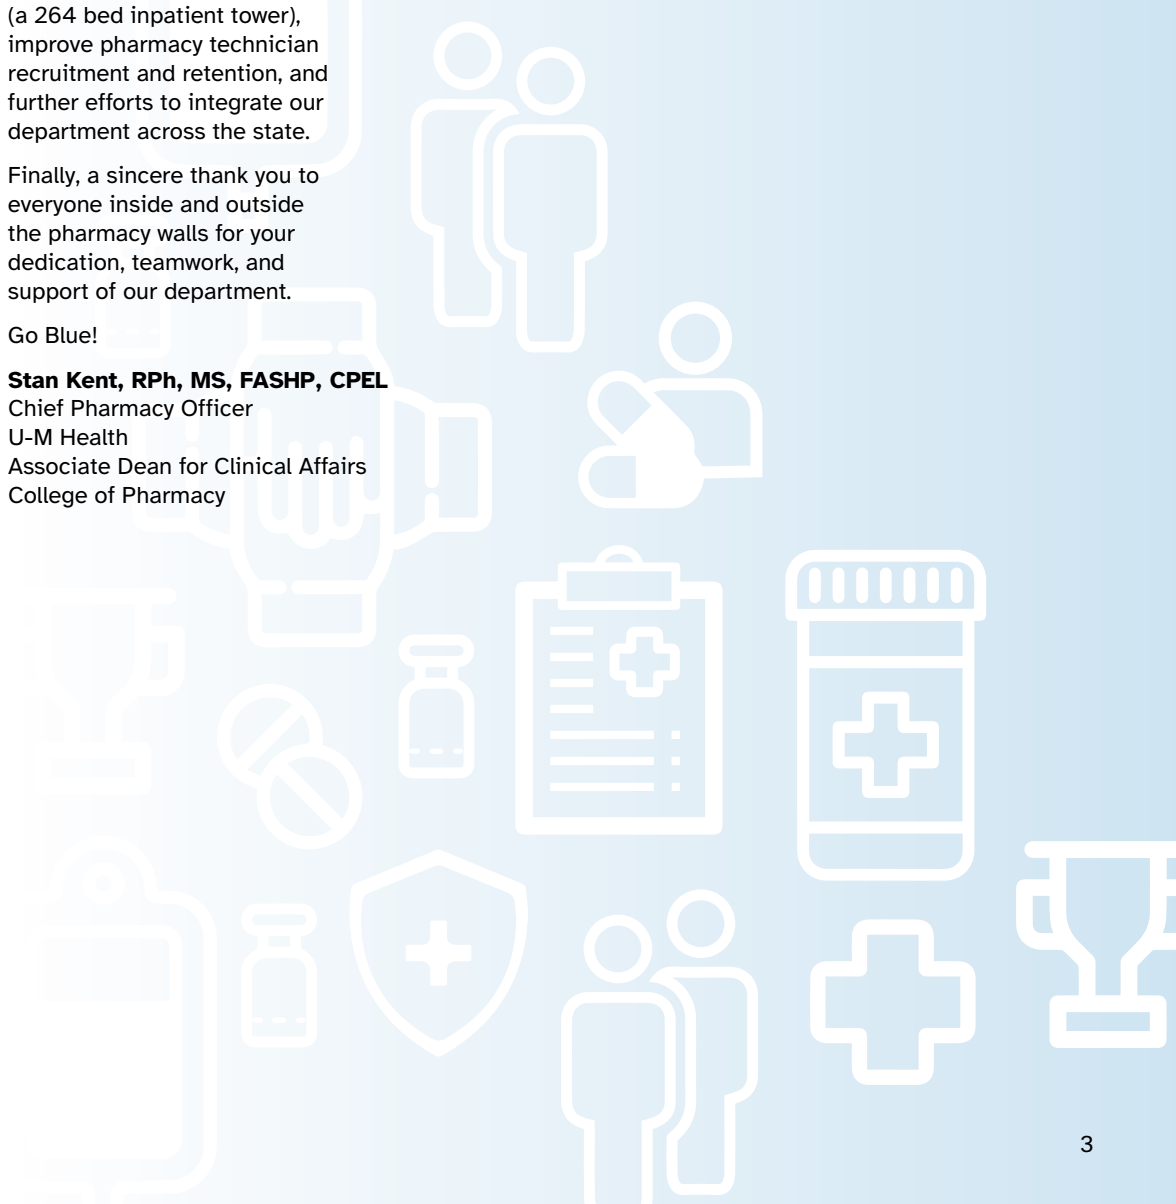 (a 264 bed inpatient tower),
improve pharmacy technician
recruitment and retention, and
further efforts to integrate our
department across the state.
Finally, a sincere thank you to
everyone inside and outside
the pharmacy walls for your
dedication, teamwork, and
support of our department.
Go Blue!
Stan Kent, RPh, MS, FASHP, CPEL
Chief Pharmacy Officer
U-M Health
Associate Dean for Clinical Affairs
College of Pharmacy
3